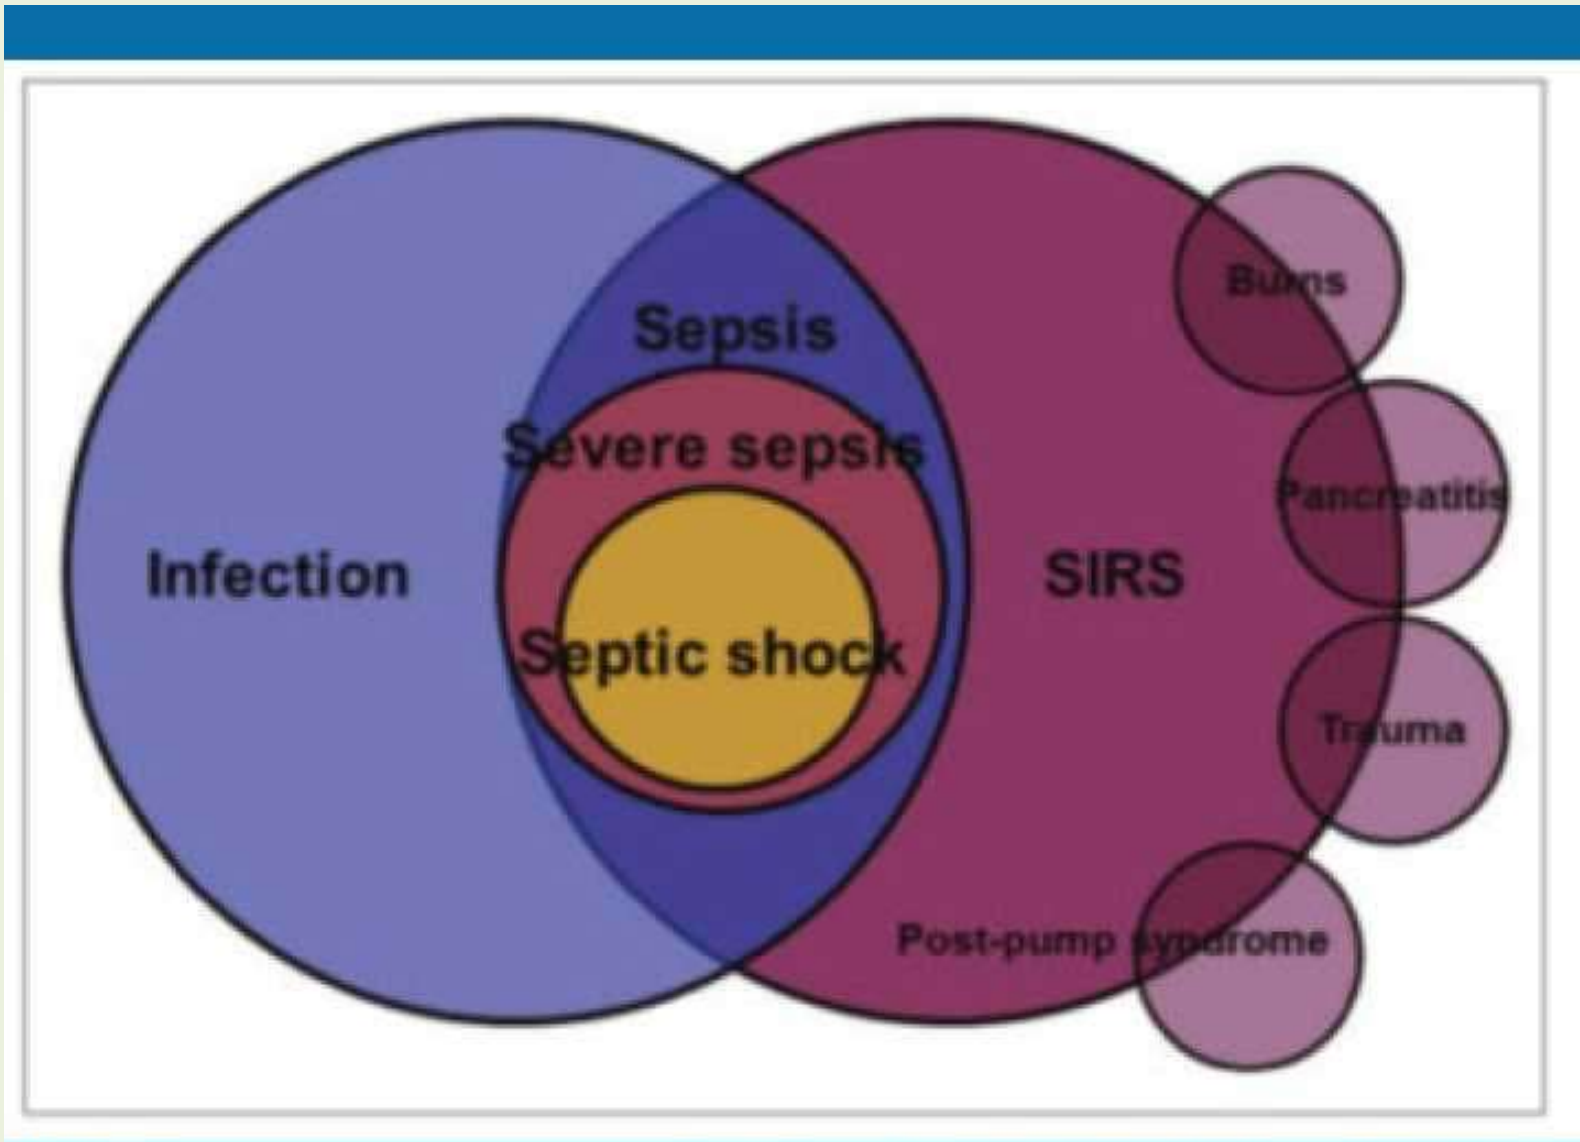 Sepsis
Severe sepsis
Septic shock
Infection
SIRS
Burns
Pancreatitis
Trauma
Post-pump syndrome